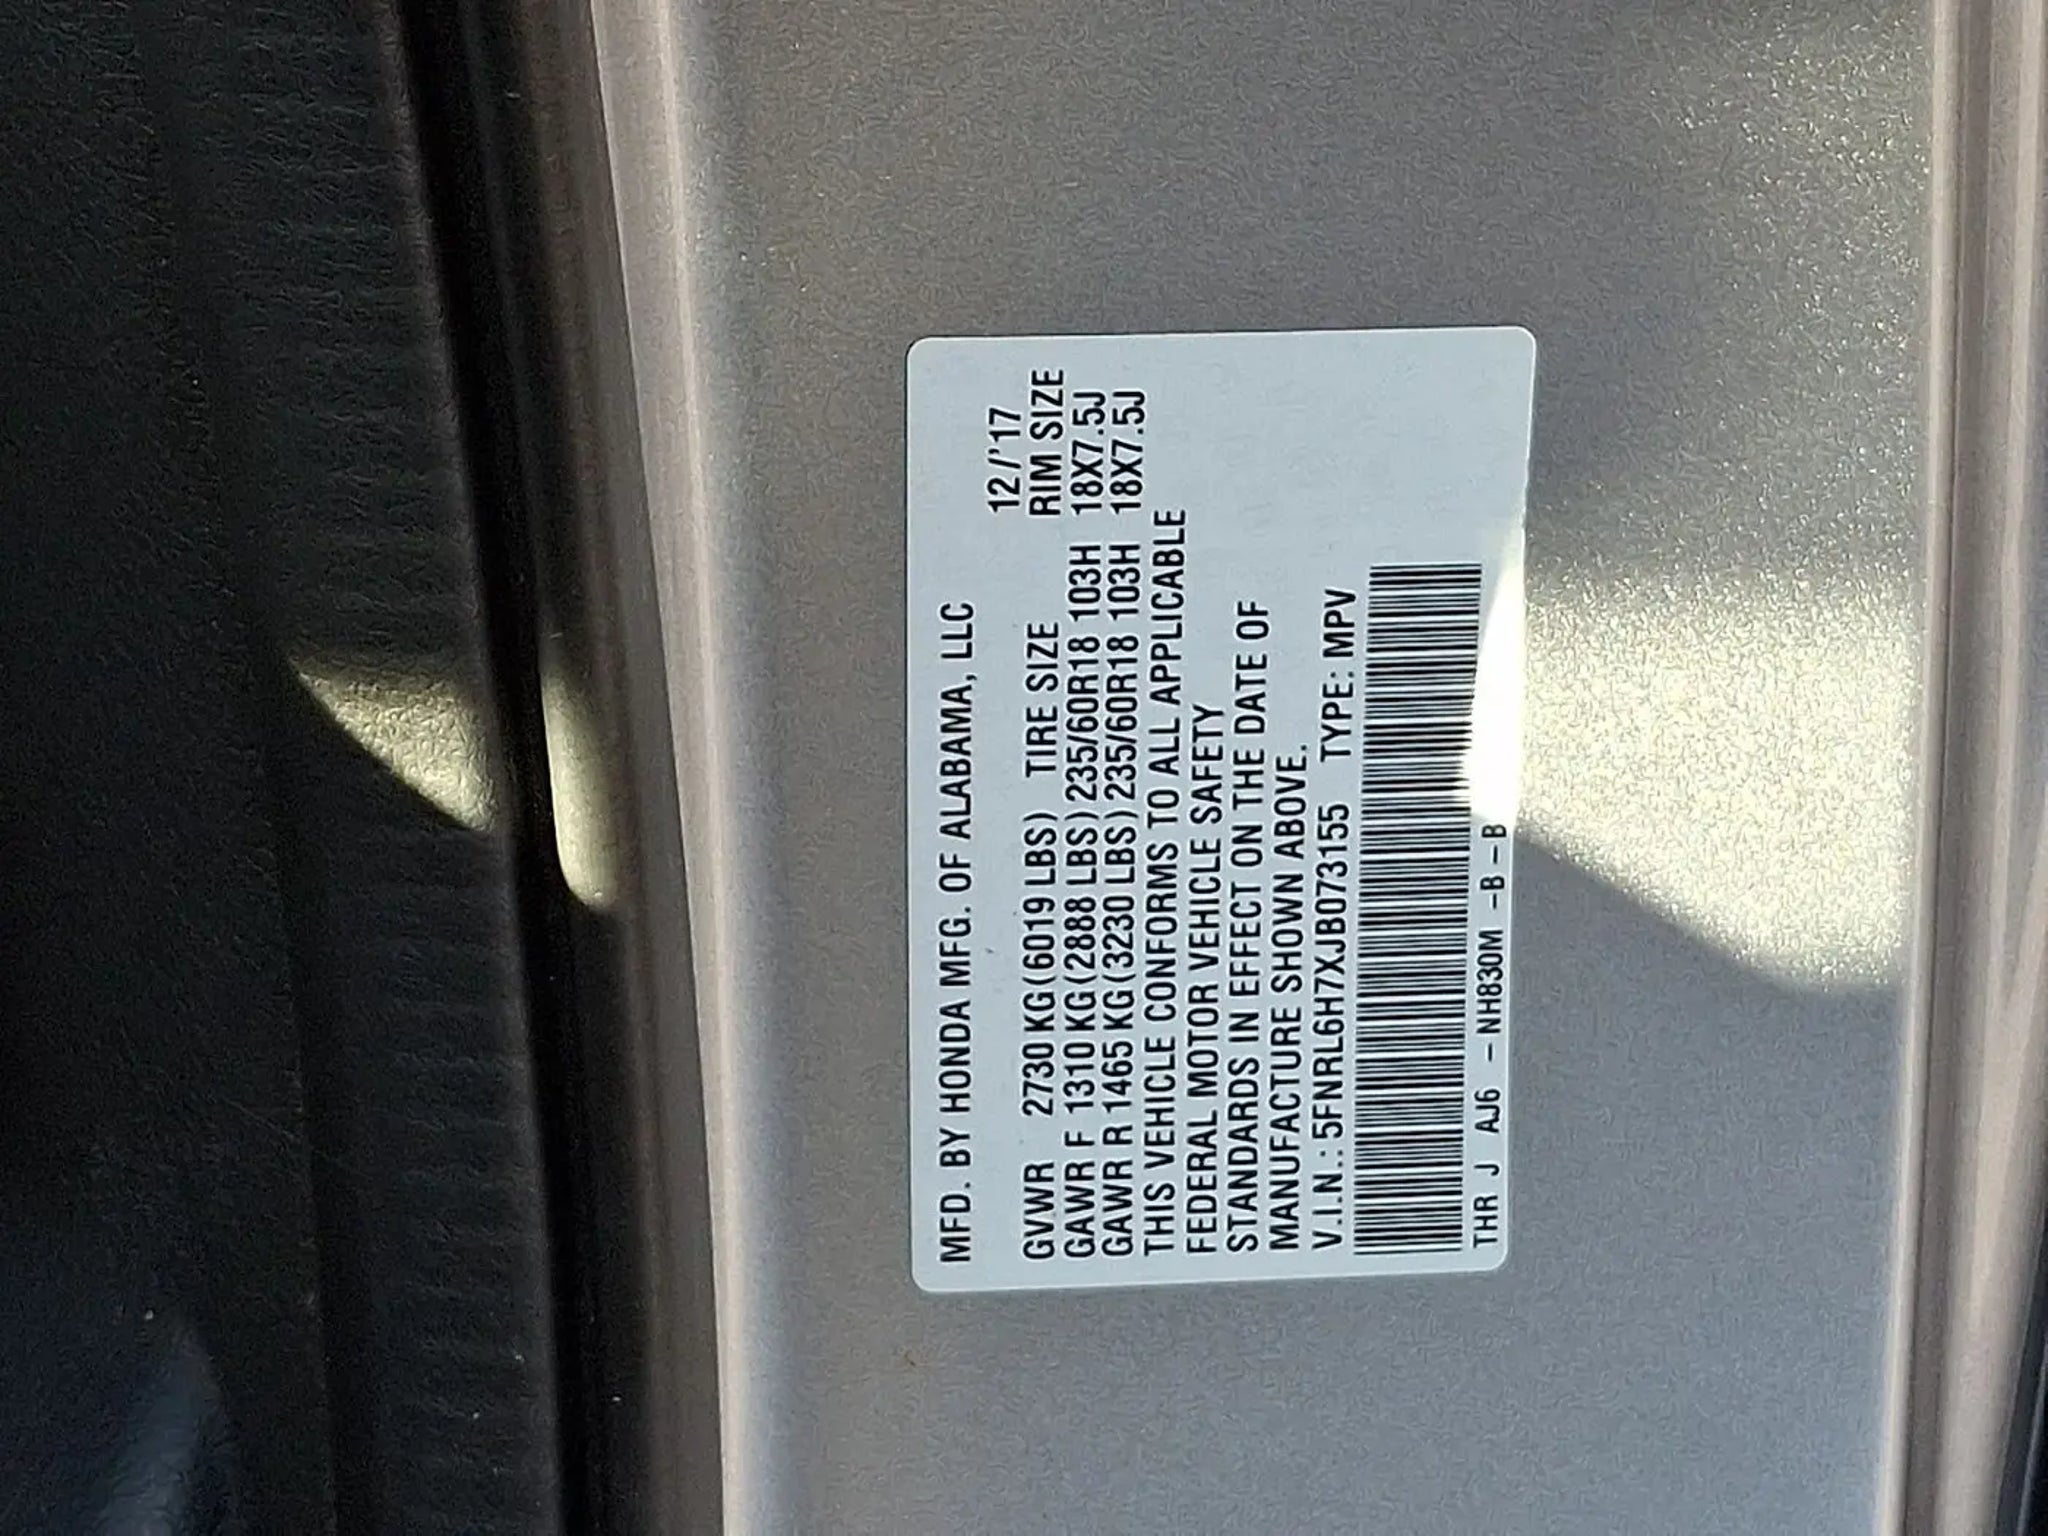 MFD. BY HONDA MFG. OF ALABAMA, LLC
12/'17
GVWR 2730 KG (6019 LBS) TIRE SIZE RIM SIZE
GAWR F 1310 KG (2888 LBS) 235/60R18 103H 18X7.5J
GAWR R 1465 KG (3230 LBS) 235/60R18 103H 18X7.5J
THIS VEHICLE CONFORMS TO ALL APPLICABLE
FEDERAL MOTOR VEHICLE SAFETY
STANDARDS IN EFFECT ON THE DATE OF
MANUFACTURE SHOWN ABOVE.
V.I.N.: 5FNRL6H7XJB073155 TYPE: MPV
THR J AJ6 - NH830M - B - B